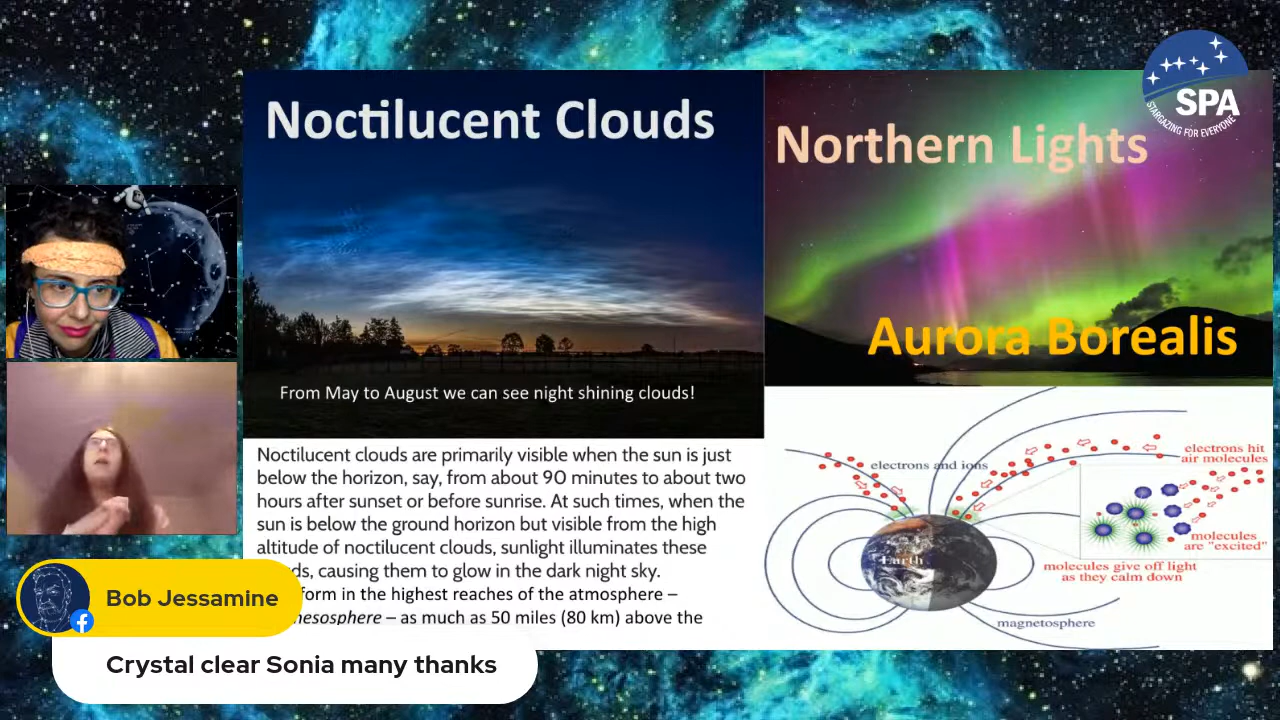 Noctilucent Clouds
From May to August we can see night shining clouds!
Noctilucent clouds are primarily visible when the sun is just
below the horizon, say, from about 90 minutes to about two
hours after sunset or before sunrise. At such times, when the
sun is below the ground horizon but visible from the high
altitude of noctilucent clouds, sunlight illuminates these
causing them to glow in the dark night sky.
form in the highest reaches of the atmosphere –
– as much as 50 miles (80 km) above the
Northern Lights
Aurora Borealis
SPA
STARGAZING FOR EVERYONE
electrons and ions
electrons hit
air molecules
molecules
are "excited"
molecules give off light
as they calm down
Earth
magnetosphere
Bob Jessamine
Crystal clear Sonia many thanks